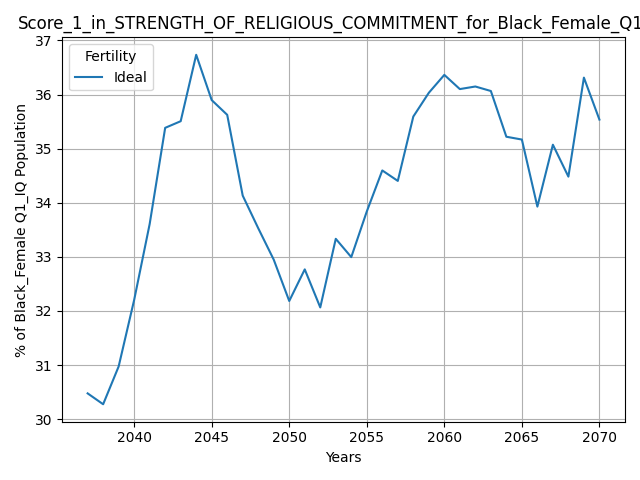 Score_1_in_STRENGTH_OF_RELIGIOUS_COMMITMENT_for_Black_Female_Q1
Fertility
Ideal
% of Black_Female Q1_IQ Population
37
36
35
34
33
32
31
30
2040 2045 2050 2055 2060 2065 2070
Years